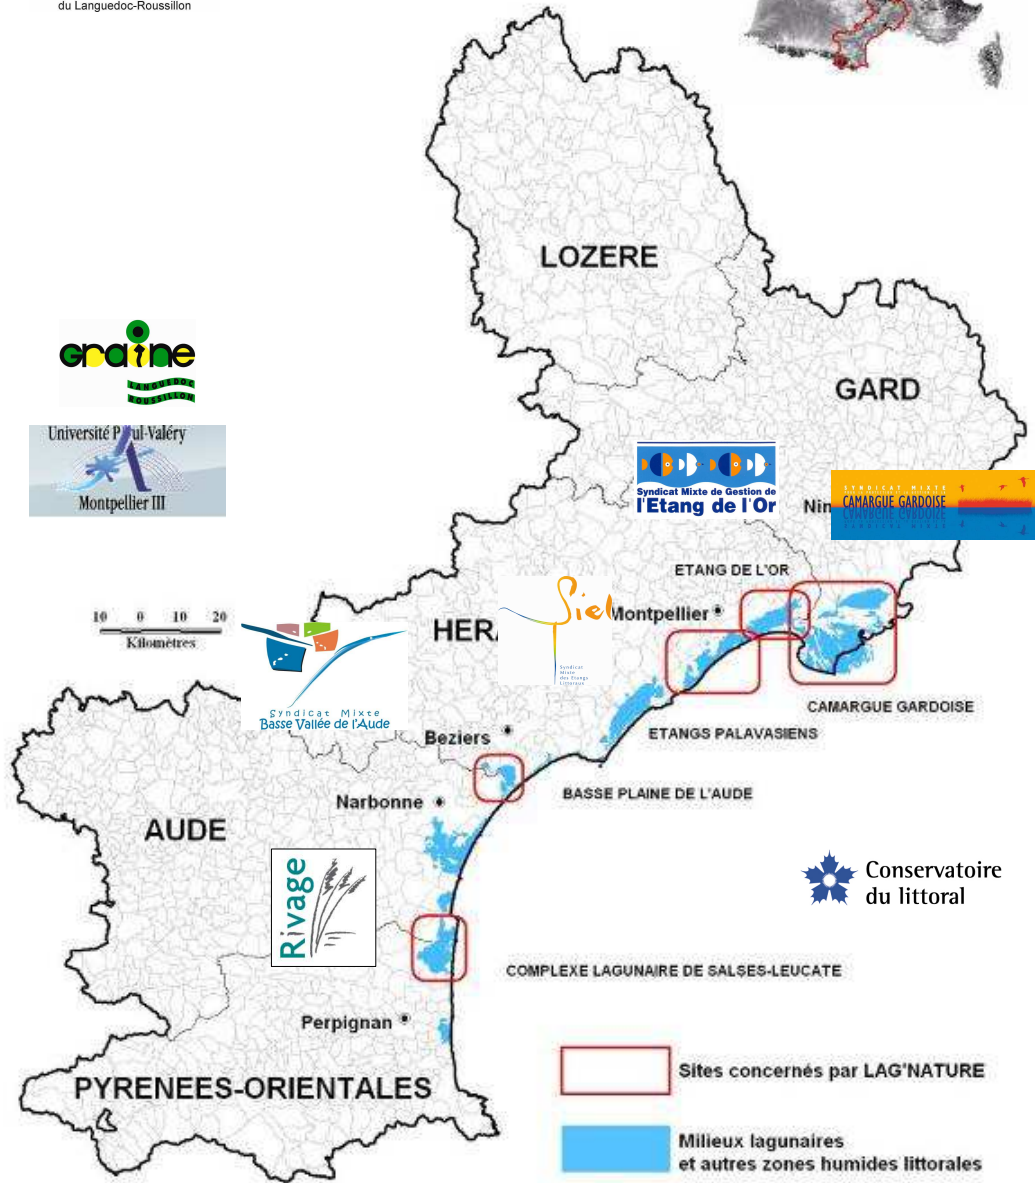 du Languedoc-Roussillon
LOZERE
GARD
Graine
LANGUEDOC
ROUSSILLON
Université Paul-Valéry
Montpellier III
Syndicat Mixte de Gestion de
l'Etang de l'Or
SYNDICAT MIXTE
CAMARGUE GARDOISE
Nim
ETANG DE L'OR
10 0 10 20
Kilomètres
Siel
Syndicat
Mixte
des Etangs
Littoraux
Montpellier
HERA
Syndicat Mixte
Basse Vallée de l'Aude
CAMARGUE GARDOISE
ETANGS PALAVASIENS
Beziers
BASSE PLAINE DE L'AUDE
Narbonne
AUDE
Rivage
Conservatoire
du littoral
COMPLEXE LAGUNAIRE DE SALSES-LEUCATE
Perpignan
PYRENEES-ORIENTALES
Sites concernés par LAG'NATURE
Milieux lagunaires
et autres zones humides littorales